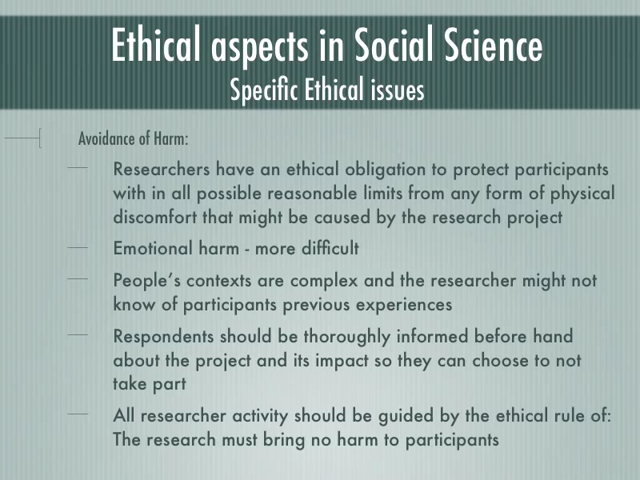 Ethical aspects in Social Science
Specific Ethical issues
Avoidance of Harm:
Researchers have an ethical obligation to protect participants
with in all possible reasonable limits from any form of physical
discomfort that might be caused by the research project
Emotional harm - more difficult
People's contexts are complex and the researcher might not
know of participants previous experiences
Respondents should be thoroughly informed before hand
about the project and its impact so they can choose to not
take part
All researcher activity should be guided by the ethical rule of:
The research must bring no harm to participants